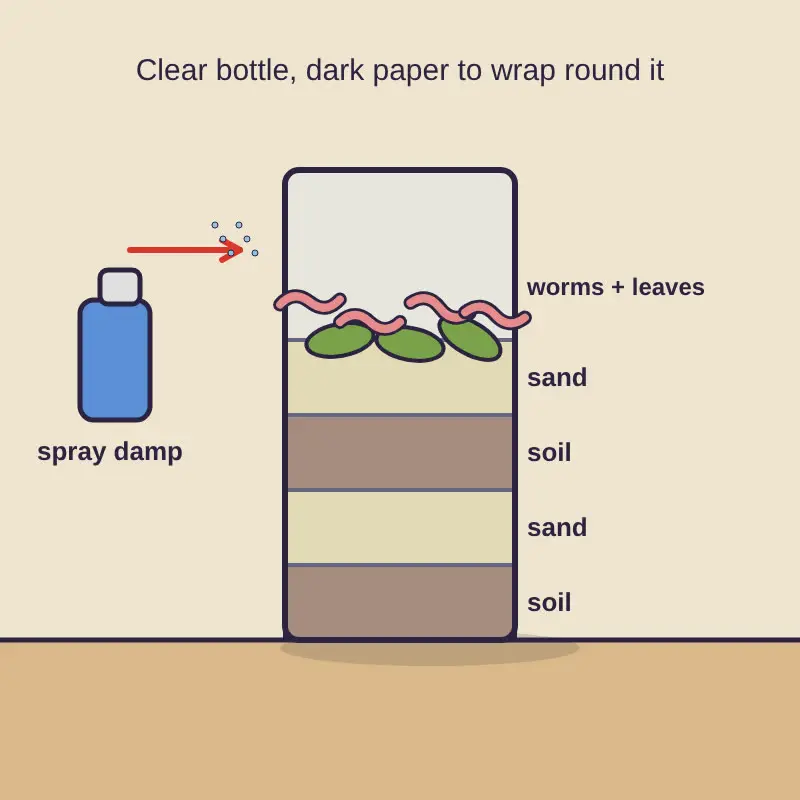 Clear bottle, dark paper to wrap round it
worms + leaves
sand
soil
spray damp
sand
soil